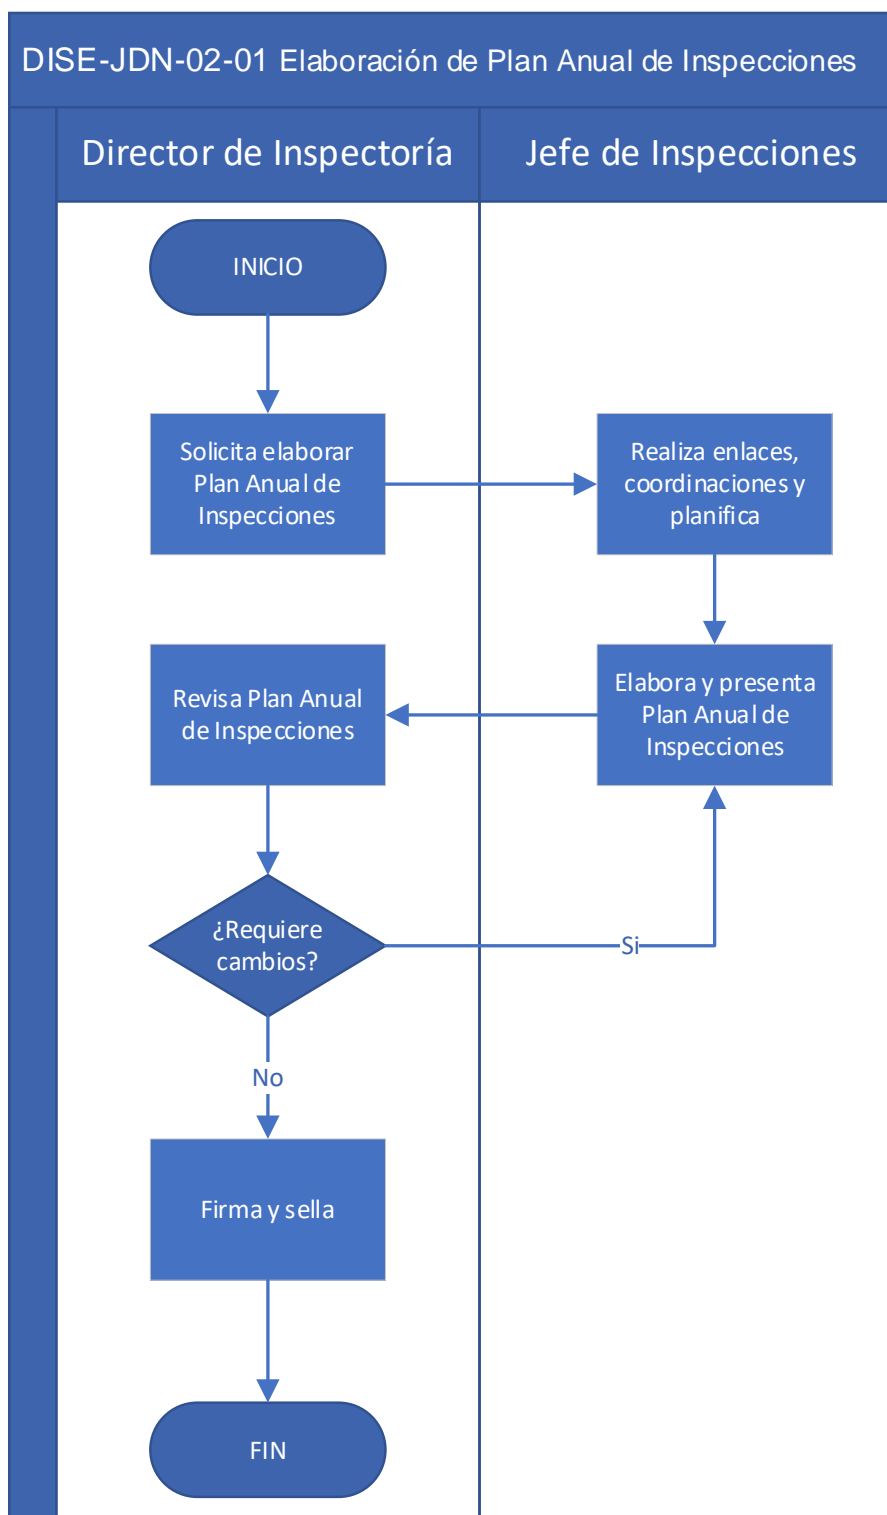 DISE-JDN-02-01 Elaboración de Plan Anual de Inspecciones
Director de Inspectoría
Jefe de Inspecciones
INICIO
Solicita elaborar
Plan Anual de
Inspecciones
Realiza enlaces,
coordinaciones y
planifica
Elabora y presenta
Plan Anual de
Inspecciones
Revisa Plan Anual
de Inspecciones
¿Requiere
cambios?
Si
No
Firma y sella
FIN